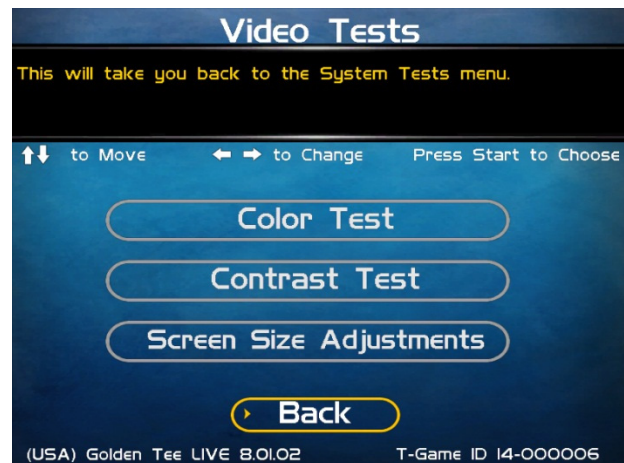 Video Tests
This will take you back to the System Tests menu.
to Move to Change Press Start to Choose
Color Test
Contrast Test
Screen Size Adjustments
Back
(USA) Golden Tee LIVE 8.01.02 T-Game ID 14-000006